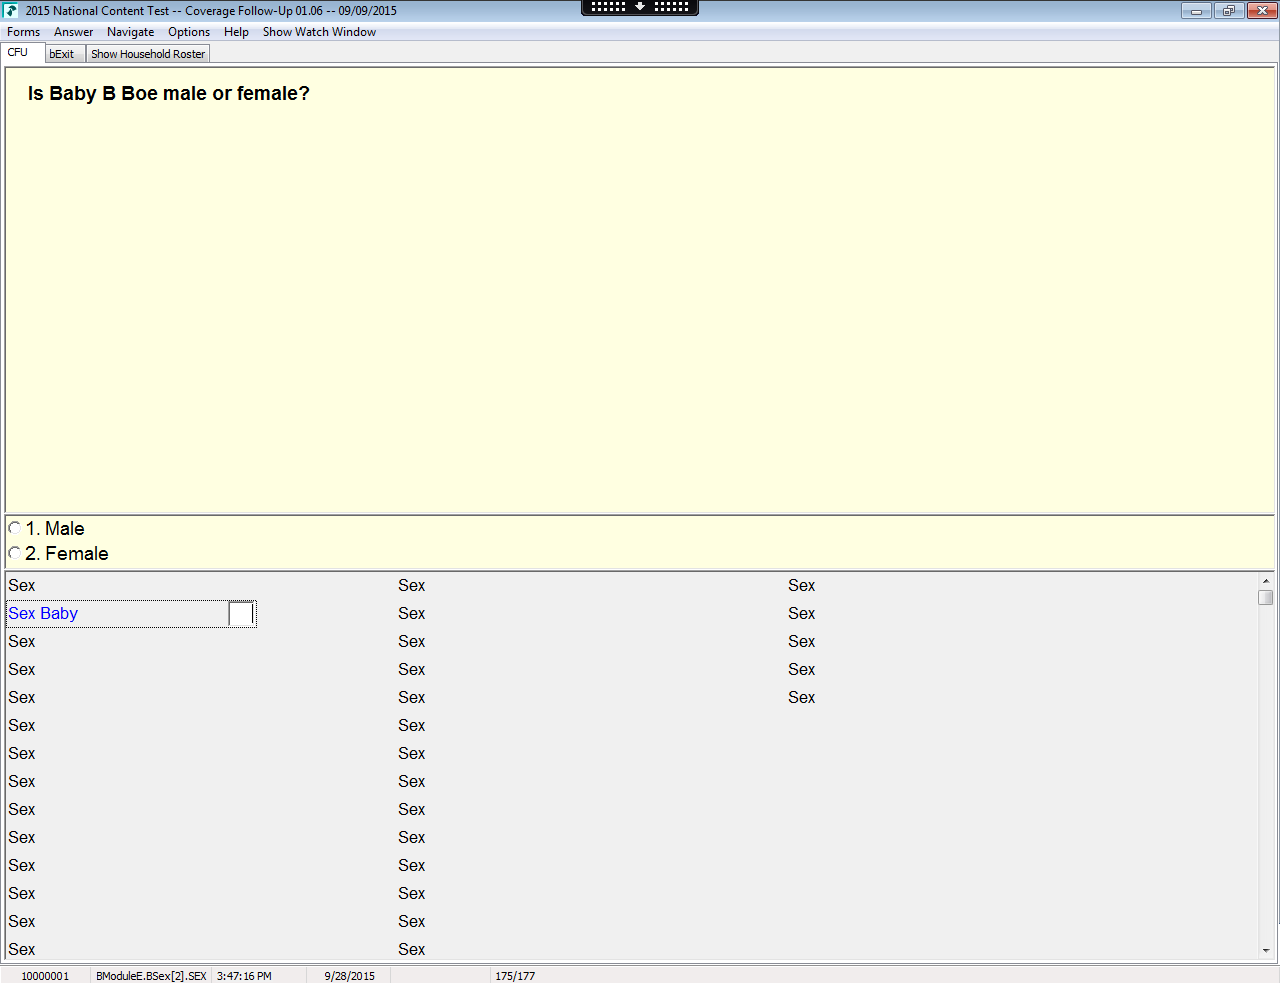 2015 National Content Test -- Coverage Follow-Up 01.06 -- 09/09/2015
Forms Answer Navigate Options Help Show Watch Window
CFU bExit Show Household Roster
Is Baby B Boe male or female?
1. Male
2. Female
Sex Sex Sex
Sex Baby Sex Sex
Sex Sex Sex
Sex Sex Sex
Sex Sex Sex
Sex Sex
Sex Sex
Sex Sex
Sex Sex
Sex Sex
Sex Sex
Sex Sex
Sex Sex
Sex Sex
10000001 BModuleE.BSex[2].SEX 3:47:16 PM 9/28/2015 175/177